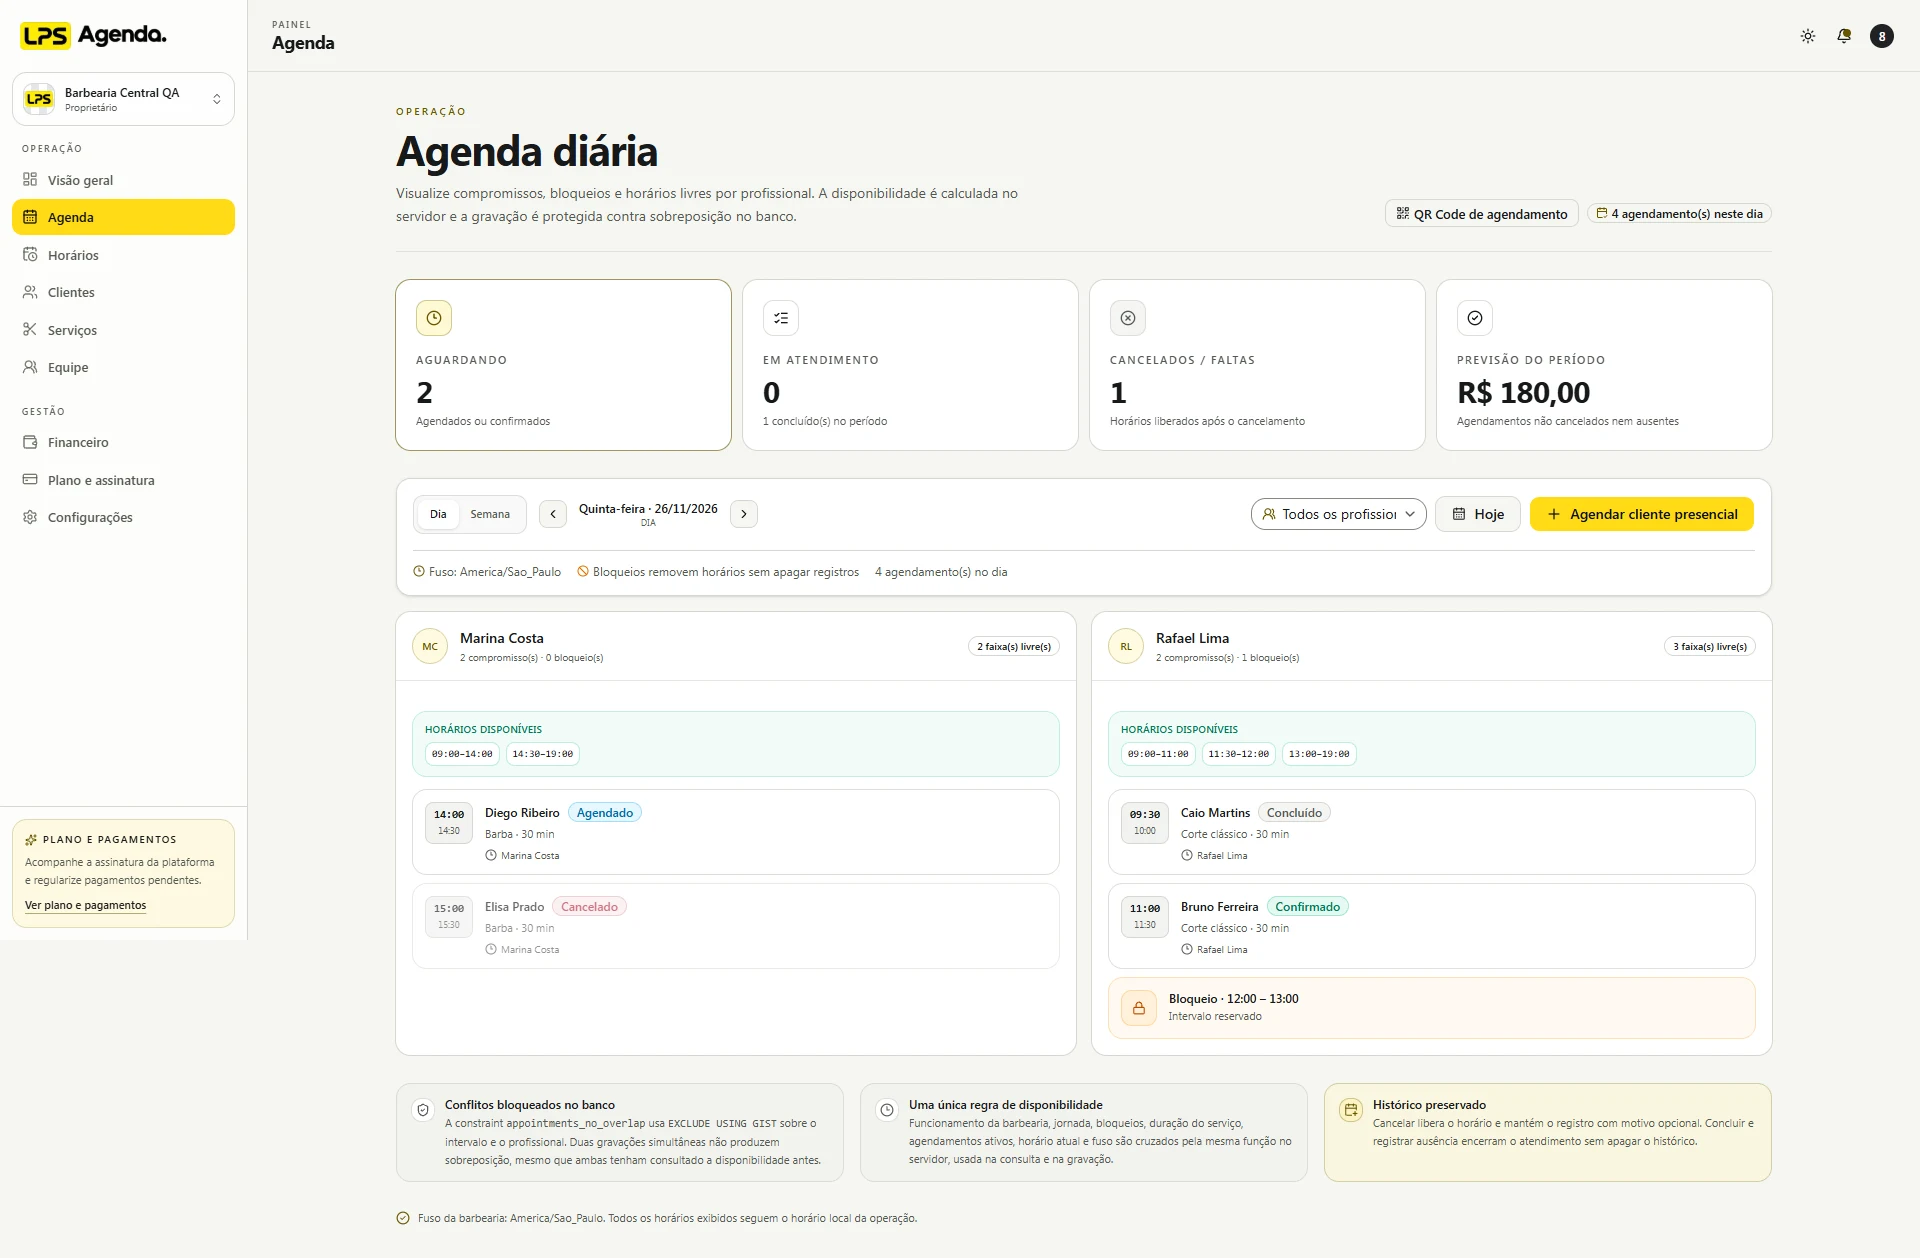 LPS Agenda.
LPS
Barbearia Central QA
Proprietário
OPERAÇÃO
Visão geral
Agenda
Horários
Clientes
Serviços
Equipe
GESTÃO
Financeiro
Plano e assinatura
Configurações
PLANO E PAGAMENTOS
Acompanhe a assinatura da plataforma
e regularize pagamentos pendentes.
Ver plano e pagamentos
PAINEL
Agenda
8
OPERAÇÃO
Agenda diária
Visualize compromissos, bloqueios e horários livres por profissional. A disponibilidade é calculada no
servidor e a gravação é protegida contra sobreposição no banco.
QR Code de agendamento
4 agendamento(s) neste dia
AGUARDANDO
2
Agendados ou confirmados
EM ATENDIMENTO
0
1 concluído(s) no período
CANCELADOS / FALTAS
1
Horários liberados após o cancelamento
PREVISÃO DO PERÍODO
R$ 180,00
Agendamentos não cancelados nem ausentes
Dia
Semana
Quinta-feira · 26/11/2026
DIA
Todos os profissior
Hoje
Agendar cliente presencial
Fuso: America/Sao_Paulo
Bloqueios removem horários sem apagar registros
4 agendamento(s) no dia
MC
Marina Costa
2 compromisso(s) · 0 bloqueio(s)
2 faixa(s) livre(s)
HORÁRIOS DISPONÍVEIS
09:00–14:00
14:30–19:00
14:00
14:30
Diego Ribeiro
Agendado
Barba · 30 min
Marina Costa
15:00
15:30
Elisa Prado
Cancelado
Barba · 30 min
Marina Costa
RL
Rafael Lima
2 compromisso(s) · 1 bloqueio(s)
3 faixa(s) livre(s)
HORÁRIOS DISPONÍVEIS
09:00–11:00
11:30–12:00
13:00–19:00
09:30
10:00
Caio Martins
Concluído
Corte clássico · 30 min
Rafael Lima
11:00
11:30
Bruno Ferreira
Confirmado
Corte clássico · 30 min
Rafael Lima
Bloqueio · 12:00 – 13:00
Intervalo reservado
Conflitos bloqueados no banco
A constraint appointments_no_overlap usa EXCLUDE USING GIST sobre o
intervalo e o profissional. Duas gravações simultâneas não produzem
sobreposição, mesmo que ambas tenham consultado a disponibilidade antes.
Uma única regra de disponibilidade
Funcionamento da barbearia, jornada, bloqueios, duração do serviço,
agendamentos ativos, horário atual e fuso são cruzados pela mesma função no
servidor, usada na consulta e na gravação.
Histórico preservado
Cancelar libera o horário e mantém o registro com motivo opcional. Concluir e
registrar ausência encerram o atendimento sem apagar o histórico.
Fuso da barbearia: America/Sao_Paulo. Todos os horários exibidos seguem o horário local da operação.